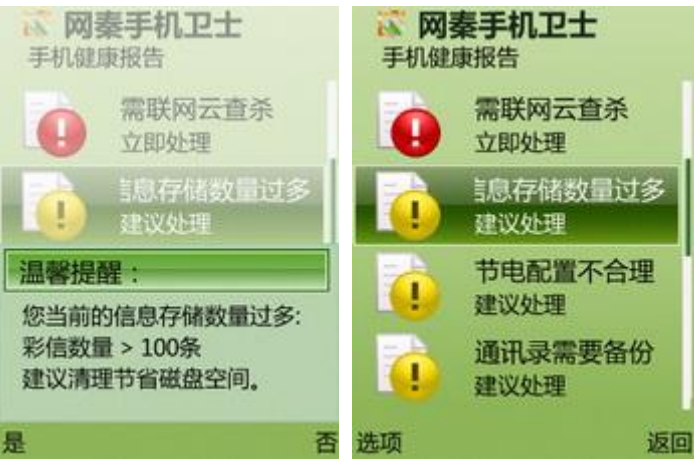 网秦手机卫士
手机健康报告
需联网云查杀
立即处理
息存储数量过多
建议处理
温馨提醒：
您当前的信息存储数量过多:
彩信数量 > 100条
建议清理节省磁盘空间。
是
否
网秦手机卫士
手机健康报告
需联网云查杀
立即处理
息存储数量过多
建议处理
节电配置不合理
建议处理
通讯录需要备份
建议处理
选项
返回